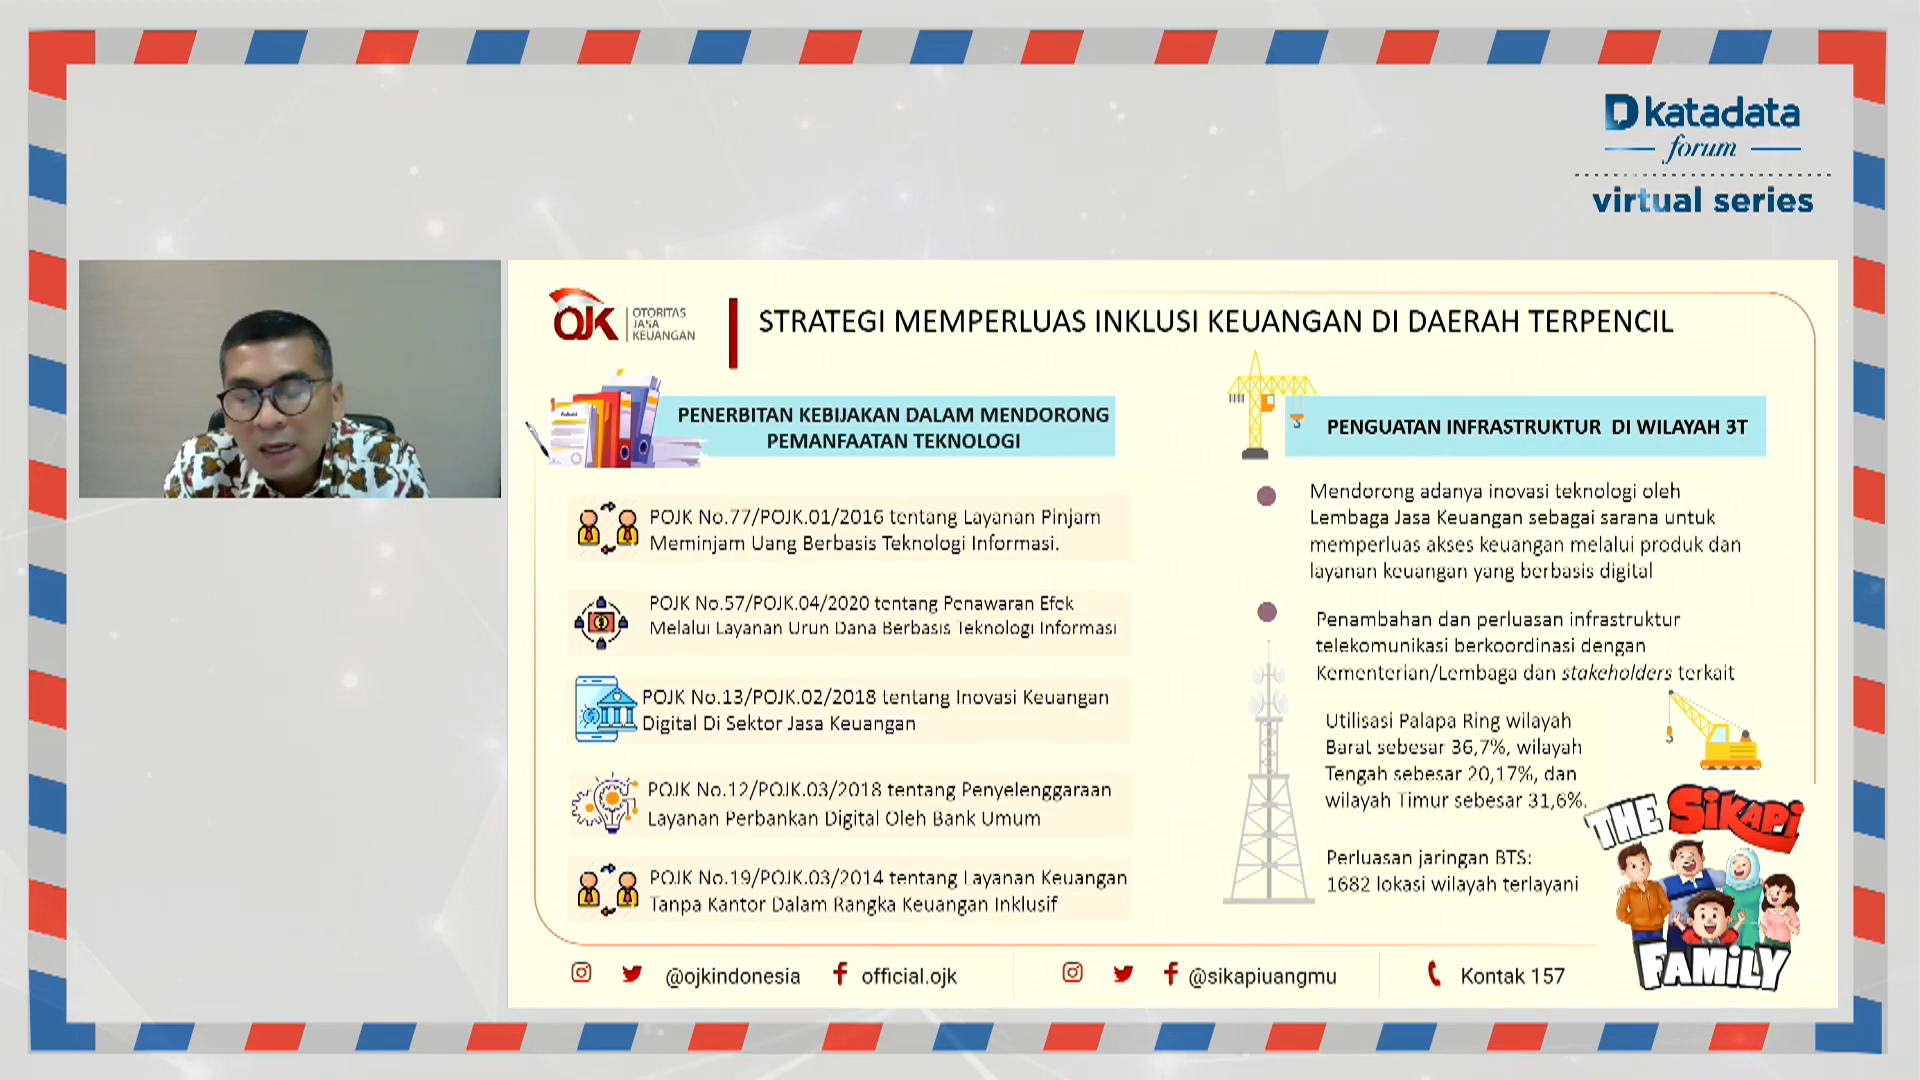 katadata
forum
virtual series
OJK
OTORITAS
JASA
KEUANGAN
STRATEGI MEMPERLUAS INKLUSI KEUANGAN DI DAERAH TERPENCIL
PENERBITAN KEBIJAKAN DALAM MENDORONG
PEMANFAATAN TEKNOLOGI
POJK No.77/POJK.01/2016 tentang Layanan Pinjam
Meminjam Uang Berbasis Teknologi Informasi.
POJK No.57/POJK.04/2020 tentang Penawaran Efek
Melalui Layanan Urun Dana Berbasis Teknologi Informasi
POJK No.13/POJK.02/2018 tentang Inovasi Keuangan
Digital Di Sektor Jasa Keuangan
POJK No.12/POJK.03/2018 tentang Penyelenggaraan
Layanan Perbankan Digital Oleh Bank Umum
POJK No.19/POJK.03/2014 tentang Layanan Keuangan
Tanpa Kantor Dalam Rangka Keuangan Inklusif
PENGUATAN INFRASTRUKTUR DI WILAYAH 3T
Mendorong adanya inovasi teknologi oleh
Lembaga Jasa Keuangan sebagai sarana untuk
memperluas akses keuangan melalui produk dan
layanan keuangan yang berbasis digital
Penambahan dan perluasan infrastruktur
telekomunikasi berkoordinasi dengan
Kementerian/Lembaga dan stakeholders terkait
Utilisasi Palapa Ring wilayah
Barat sebesar 36,7%, wilayah
Tengah sebesar 20,17%, dan
wilayah Timur sebesar 31,6%.
Perluasan jaringan BTS:
1682 lokasi wilayah terlayani
THE SiKAPi
FAMiLY
@ojkindonesia
official.ojk
@sikapiuangmu
Kontak 157